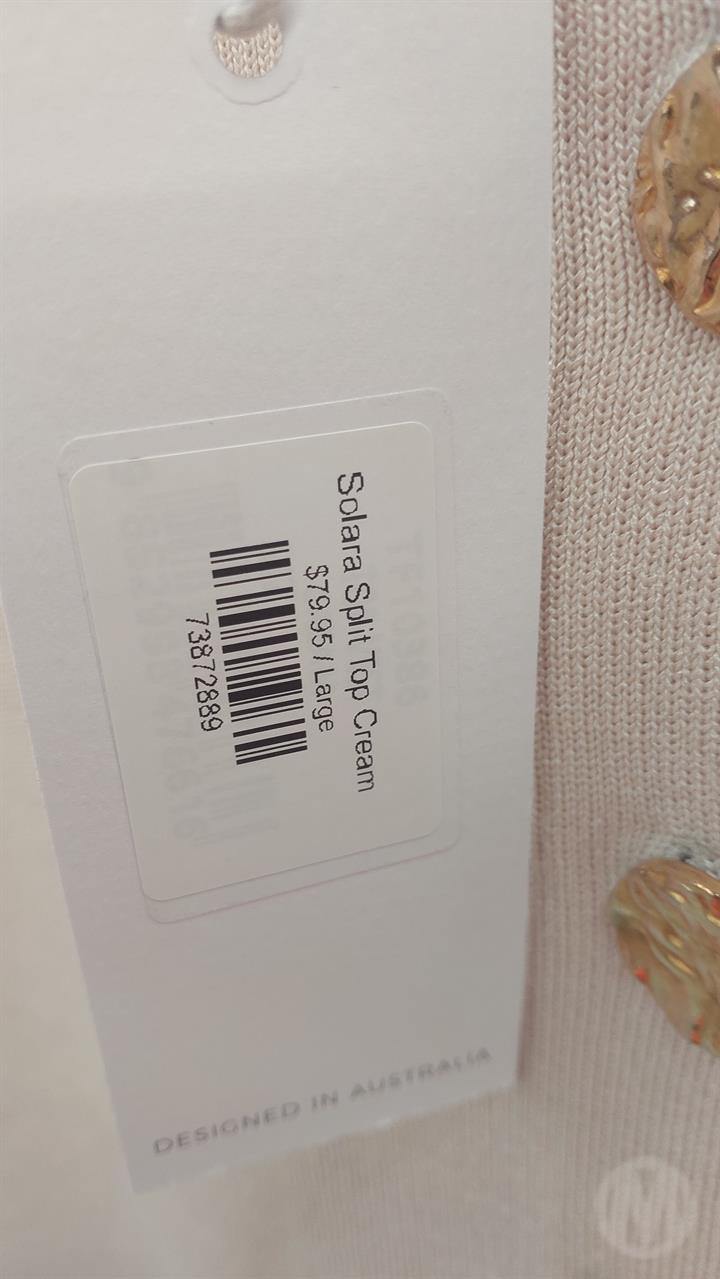 Solara Split Top Cream
$79.95 / Large
73872889
DESIGNED IN AUSTRALIA